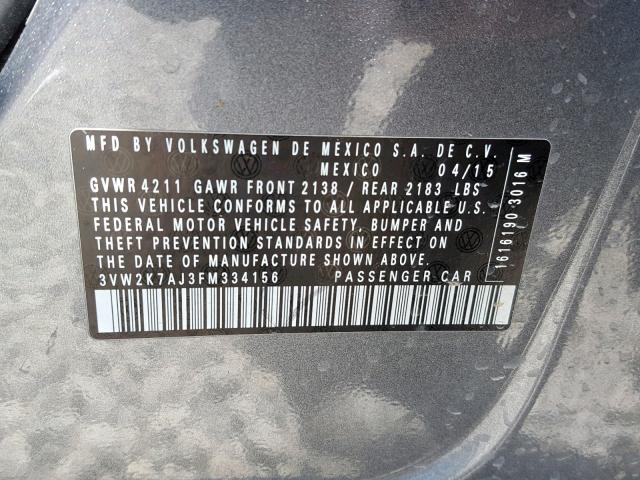 MFD BY VOLKSWAGEN DE MEXICO S.A. DE C.V.
MEXICO 04/15
GVWR 4211 GAWR FRONT 2138 / REAR 2183 LBS
THIS VEHICLE CONFORMS TO ALL APPLICABLE U.S.
FEDERAL MOTOR VEHICLE SAFETY, BUMPER AND
THEFT PREVENTION STANDARDS IN EFFECT ON
THE DATE OF MANUFACTURE SHOWN ABOVE.
3VW2K7AJ3FM334156 PASSENGER CAR
1616190 3016 M